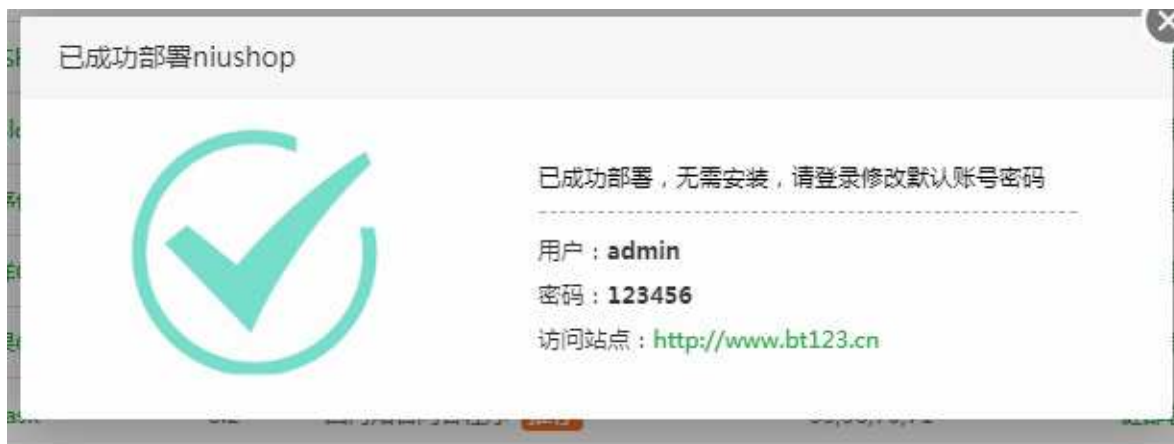 已成功部署niushop
已成功部署，无需安装，请登录修改默认账号密码
用户：admin
密码：123456
访问站点：http://www.bt123.cn
推荐